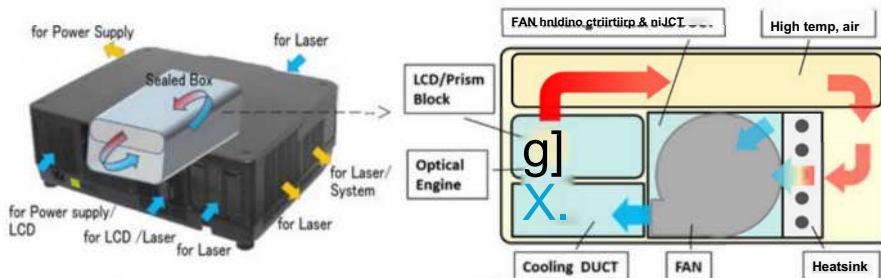 for Power Supply
for Laser
Sealed Box
for Power supply/
LCD
for LCD /Laser
for Laser
for Laser
for Laser/
System
FAN
High temp, air
LCD/Prism
Block
Optical
Engine
g]
X.
Cooling DUCT
FAN
Heatsink